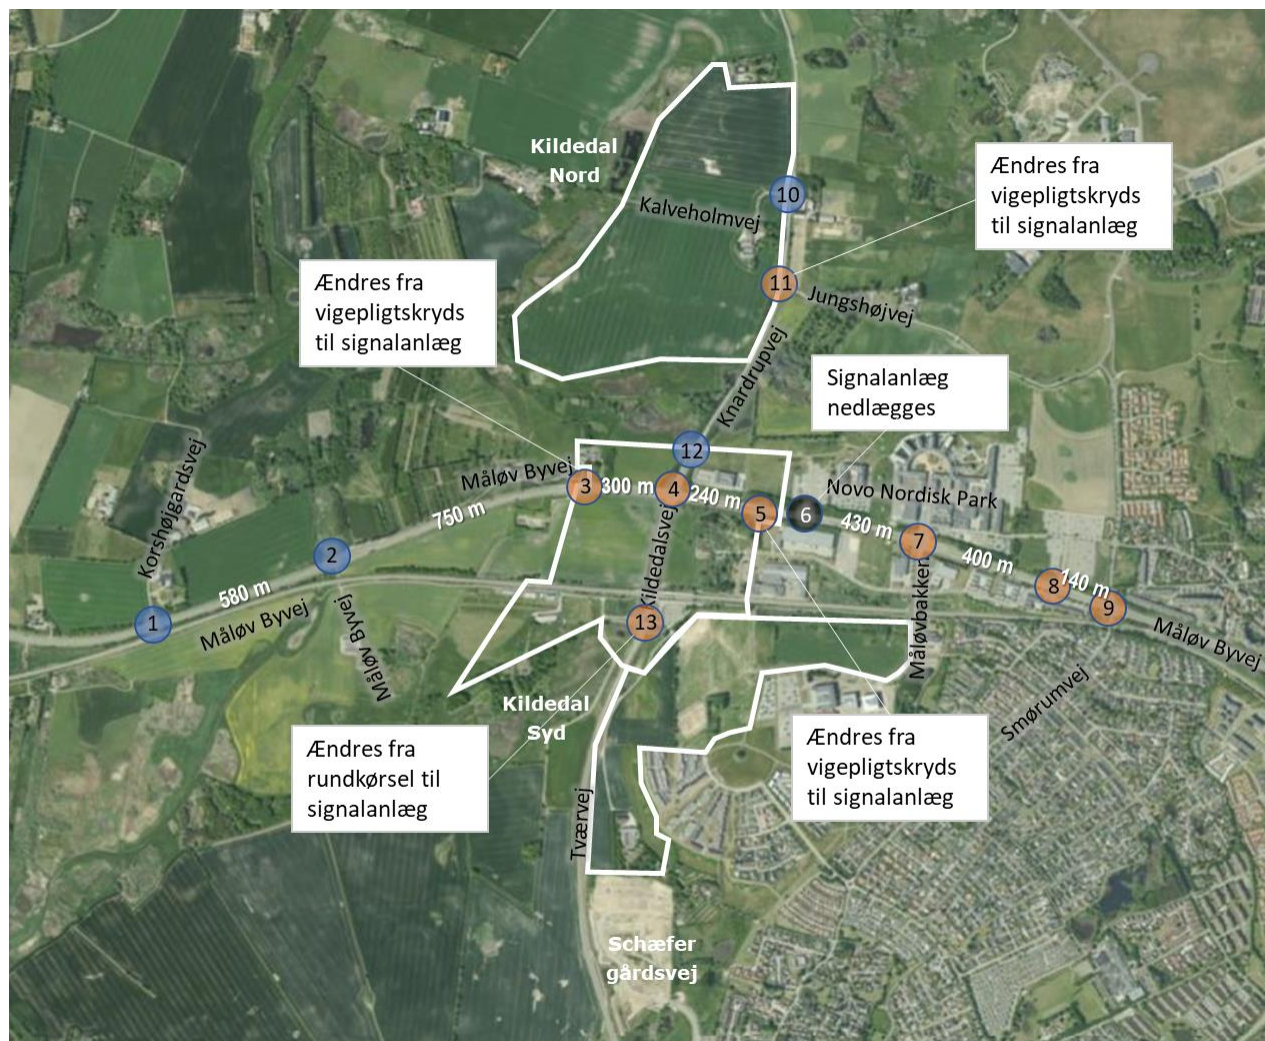 Kildedal
Nord
10
Kalveholmvej
Ændres fra
vigepligtskryds
til signalanlæg
11
Jungshøjvej
Ændres fra
vigepligtskryds
til signalanlæg
Knardrupvej
Signalanlæg
nedlægges
12
Korshøjgardsvej
Måløv Byvej
3
300 m
4
240 m
5
6
Novo Nordisk Park
430 m
7
400 m
8
140 m
9
750 m
2
580 m
1
Måløv Byvej
Måløv Byvej
Kildedalsvej
13
Måløvbakken
Måløv Byvej
Smørumvej
Kildedal
Syd
Ændres fra
rundkørsel til
signalanlæg
Ændres fra
vigepligtskryds
til signalanlæg
Tværvej
Schæfer
gårdsvej